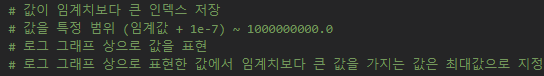 # 값이 임계치보다 큰 인덱스 저장
# 값을 특정 범위 (임계값 + 1e-7) ~ 1000000000.0
# 로그 그래프 상으로 값을 표현
# 로그 그래프 상으로 표현한 값에서 임계치보다 큰 값을 가지는 값은 최대값으로 지정